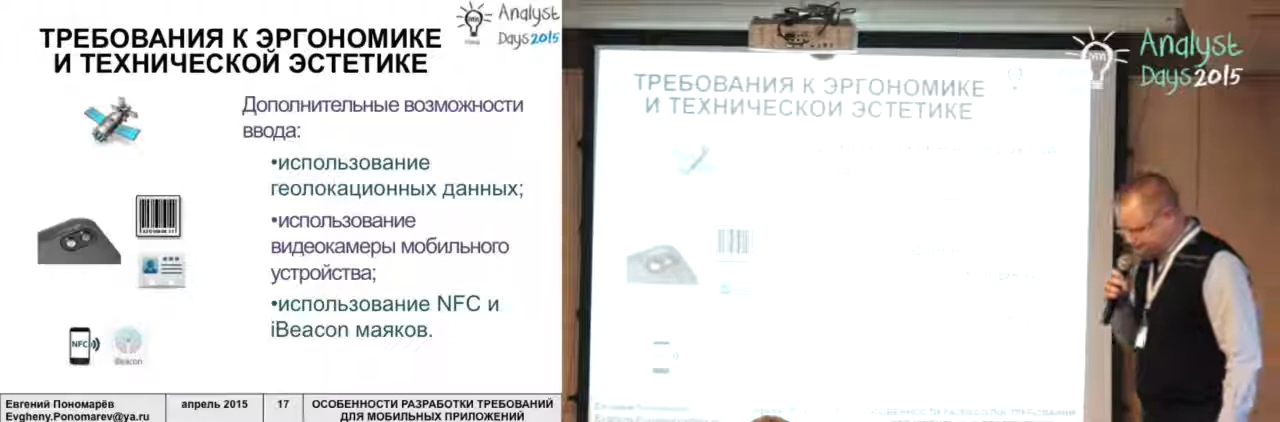 ТРЕБОВАНИЯ К ЭРГОНОМИКЕ
И ТЕХНИЧЕСКОЙ ЭСТЕТИКЕ
Analyst
Days2015
Дополнительные возможности
ввода:
•использование
геолокационных данных;
•использование
видеокамеры мобильного
устройства;
•использование NFC и
iBeacon маяков.
NFC
iBeacon
Евгений Пономарёв
Evgheny.Ponomarev@ya.ru
апрель 2015
17
ОСОБЕННОСТИ РАЗРАБОТКИ ТРЕБОВАНИЙ
ДЛЯ МОБИЛЬНЫХ ПРИЛОЖЕНИЙ
ТРЕБОВАНИЯ К ЭРГОНОМИКЕ
И ТЕХНИЧЕСКОЙ ЭСТЕТИКЕ
Analyst
Days2015